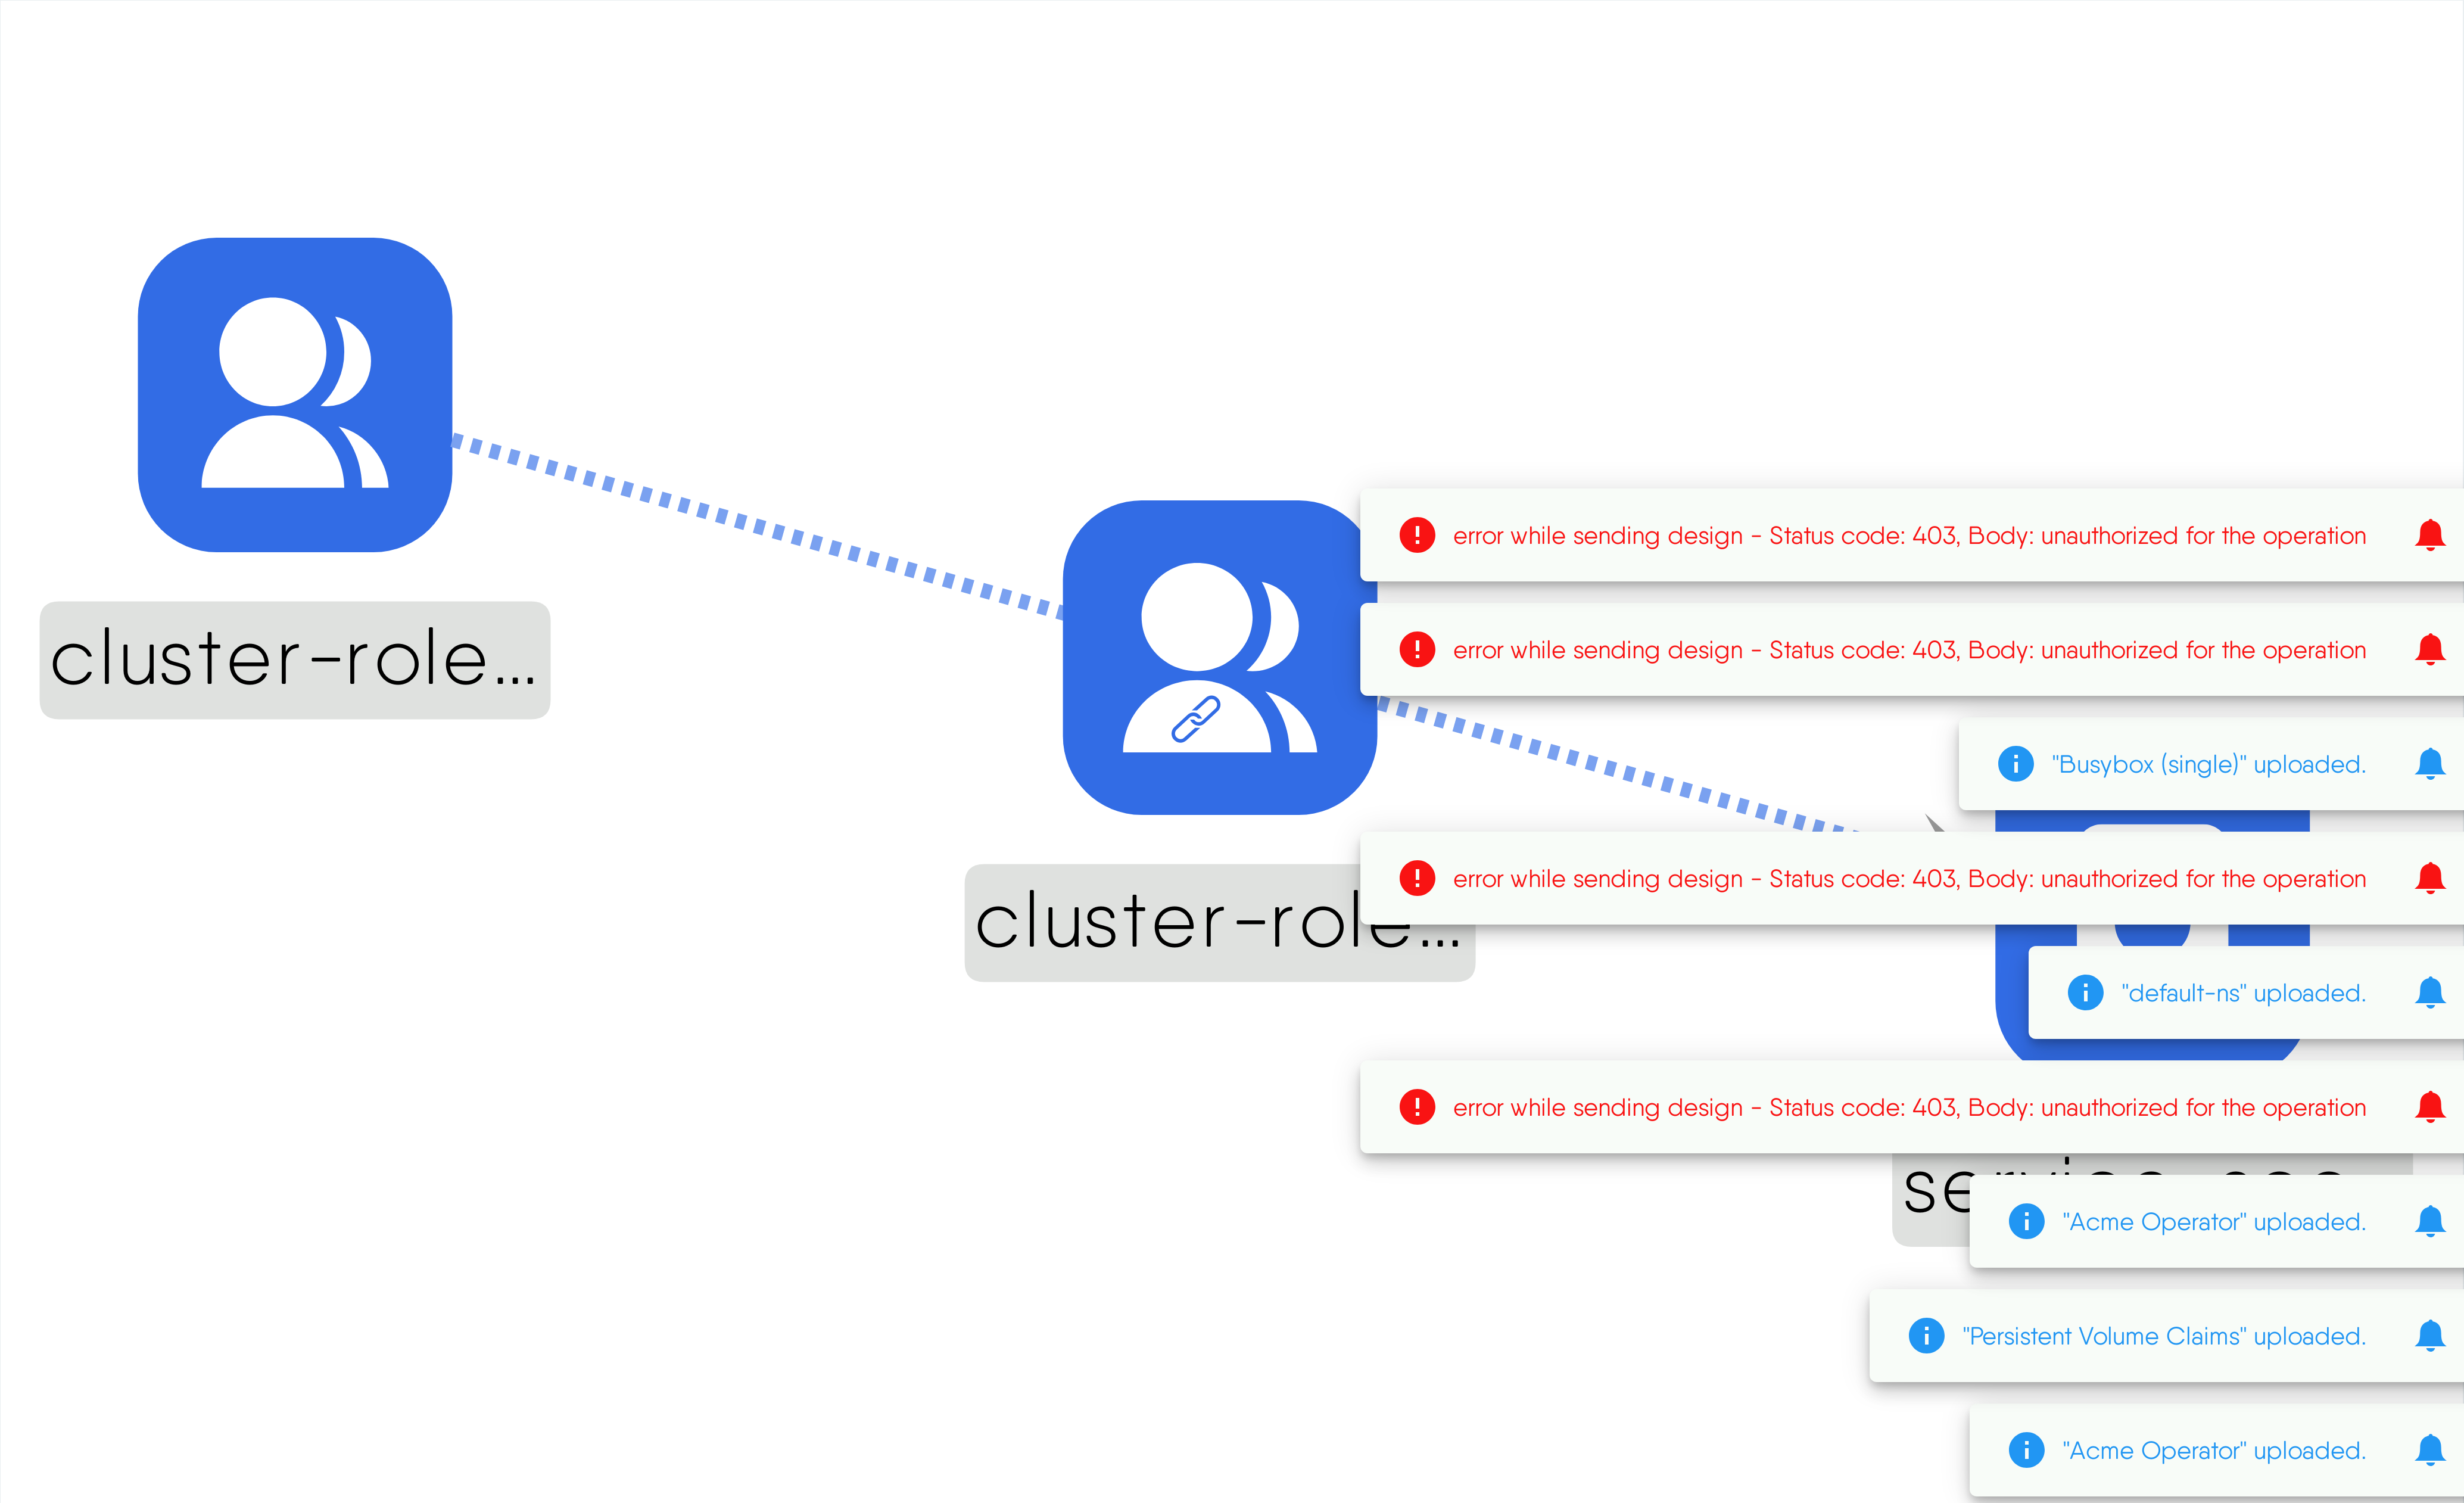 cluster-role...
error while sending design - Status code: 403, Body: unauthorized for the operation
error while sending design - Status code: 403, Body: unauthorized for the operation
"Busybox (single)" uploaded.
error while sending design - Status code: 403, Body: unauthorized for the operation
cluster-role...
"default-ns" uploaded.
error while sending design - Status code: 403, Body: unauthorized for the operation
"Acme Operator" uploaded.
"Persistent Volume Claims" uploaded.
"Acme Operator" uploaded.